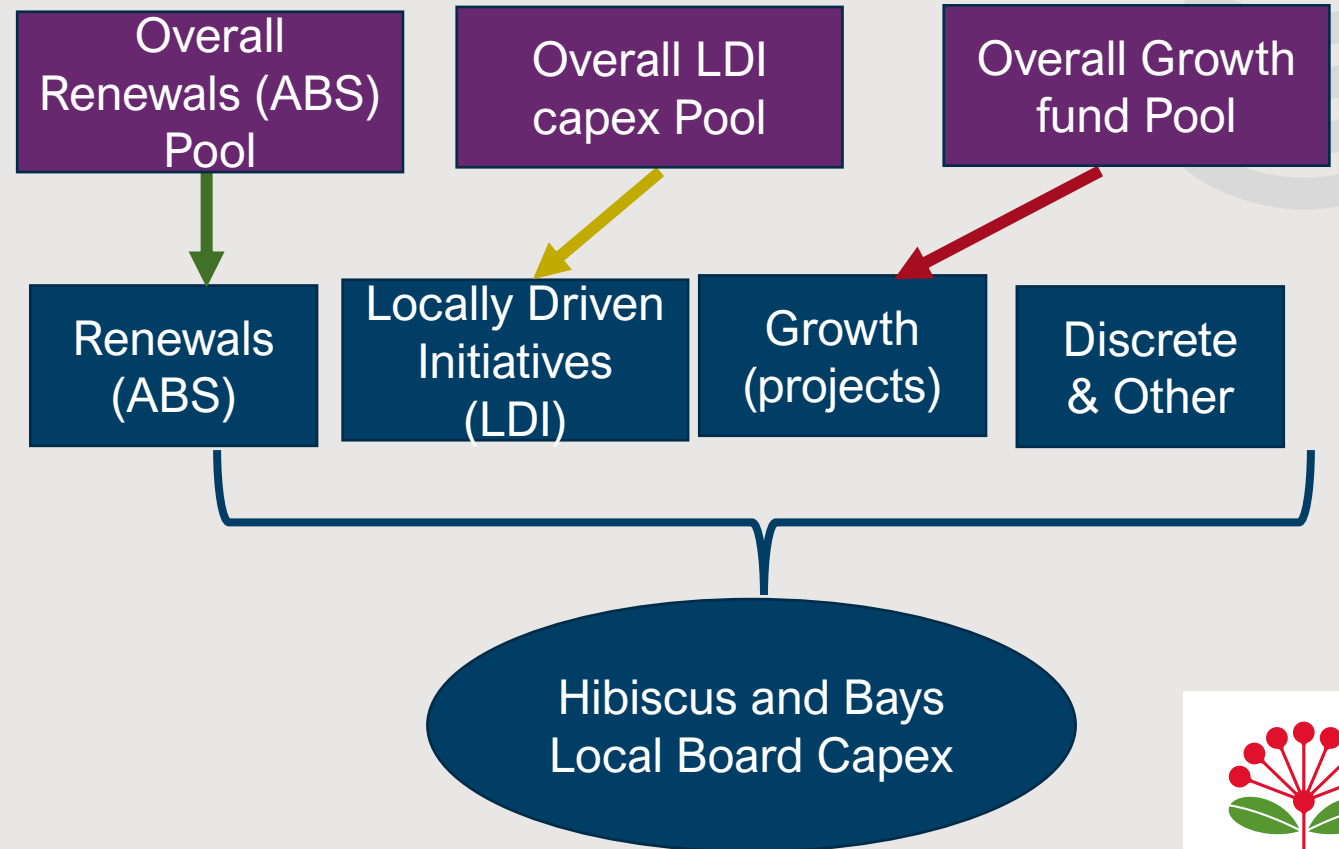 Overall
Renewals (ABS)
Pool
Overall LDI
capex Pool
Overall Growth
fund Pool
Renewals
(ABS)
Locally Driven
Initiatives
(LDI)
Growth
(projects)
Discrete
& Other
Hibiscus and Bays
Local Board Capex